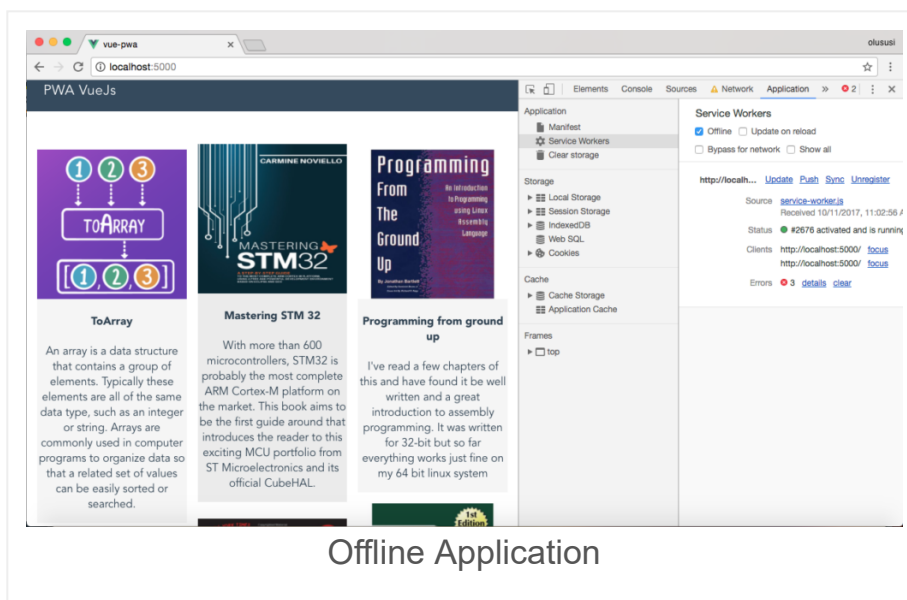 vue-pwa
olususi
localhost:5000
PWA VueJs
Elements Console Sources Network Application » 2
1 2 3
TOARRAY
[1,2,3]
ToArray
An array is a data structure
that contains a group of
elements. Typically these
elements are all of the same
data type, such as an integer
or string. Arrays are
commonly used in computer
programs to organize data so
that a related set of values
can be easily sorted or
searched.
CARMINE NOVIELLO
MASTERING
STM32
Mastering STM 32
With more than 600
microcontrollers, STM32 is
probably the most complete
ARM Cortex-M platform on
the market. This book aims to
be the first guide around that
introduces the reader to this
exciting MCU portfolio from
ST Microelectronics and its
official CubeHAL.
Programming
From
The
Ground
Up
An Introduction
to Programming
using Linux
Assembly
Language
By Jonathan Bartlett
Programming from ground
up
I've read a few chapters of
this and have found it be well
written and a great
introduction to assembly
programming. It was written
for 32-bit but so far
everything works just fine on
my 64 bit linux system
1st
Edition
Application
Manifest
Service Workers
Clear storage
Storage
Local Storage
Session Storage
IndexedDB
Web SQL
Cookies
Cache
Cache Storage
Application Cache
Frames
top
Service Workers
Offline Update on reload
Bypass for network Show all
http://localh... Update Push Sync Unregister
Source service-worker.js
Received 10/11/2017, 11:02:56 A
Status #2676 activated and is running
Clients http://localhost:5000/ focus
http://localhost:5000/ focus
Errors 3 details clear
Offline Application